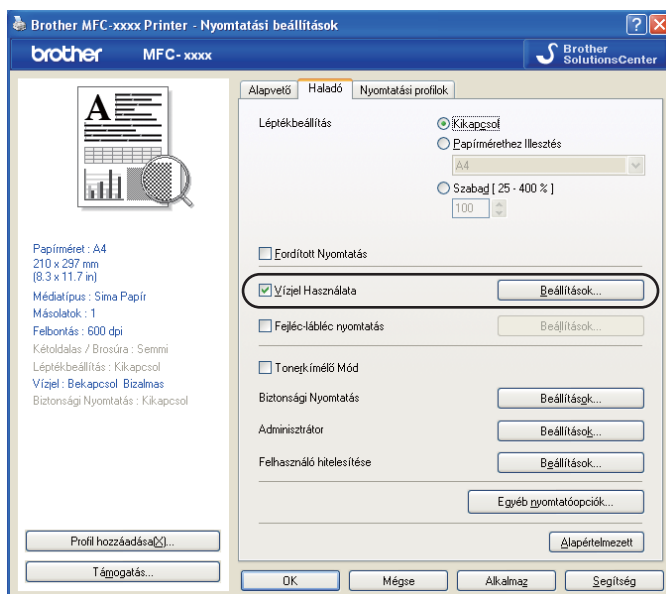 Brother MFC-xxxx Printer - Nyomtatási beállítások
brother MFC-xxxx
Brother
SolutionsCenter
A
Papírméret : A4
210 x 297 mm
(8.3 x 11.7 in)
Médiatípus : Sima Papír
Másolatok : 1
Felbontás : 600 dpi
Kétoldalas / Brosúra : Semmi
Léptékbeállítás : Kikapcsol
Vízjel : Bekapcsol Bizalmas
Biztonsági Nyomtatás : Kikapcsol
Profil hozzáadása(X)...
Támogatás...
Alapvető Haladó Nyomtatási profilok
Léptékbeállítás Kikapcsol
Papírmérethez Illesztés
A4
Szabad [ 25 - 400 % ]
100
Fordított Nyomtatás
Vízjel Használata Beállítások...
Fejléc-lábléc nyomtatás Beállítások...
Tonerkímélő Mód
Biztonsági Nyomtatás Beállítások...
Adminisztrátor Beállítások...
Felhasználó hitelesítése Beállítások...
Egyéb nyomtatóopciók...
Alapértelmezett
OK Mégse Alkalmaz Segítség